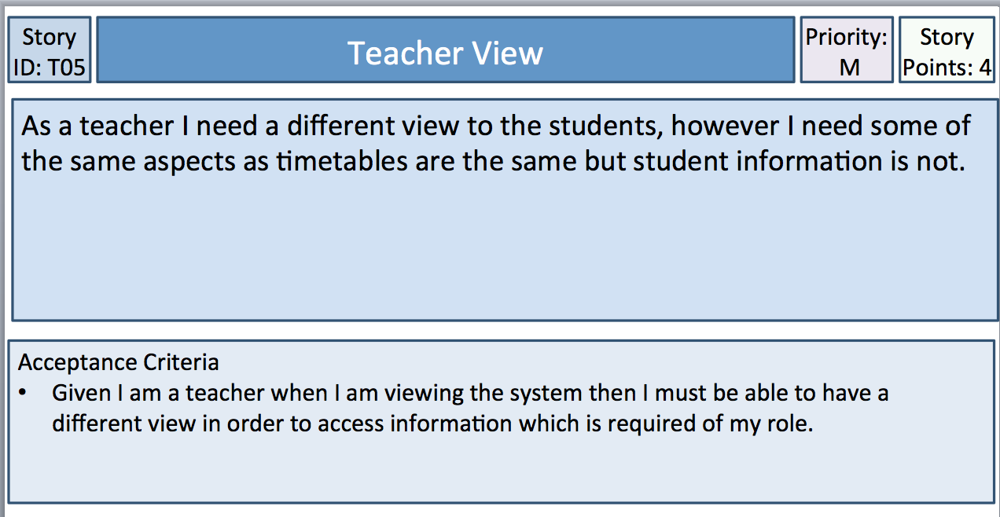 Story
ID: T05
Teacher View
Priority:
M
Story
Points: 4
As a teacher I need a different view to the students, however I need some of
the same aspects as timetables are the same but student information is not.
Acceptance Criteria
• Given I am a teacher when I am viewing the system then I must be able to have a
different view in order to access information which is required of my role.